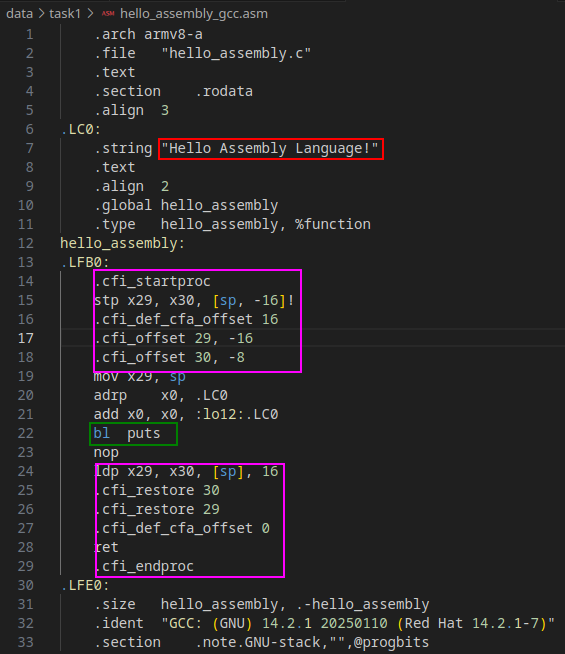 data > task1 > ASM hello_assembly_gcc.asm
1 .arch armv8-a
2 .file "hello_assembly.c"
3 .text
4 .section .rodata
5 .align 3
6 .LC0:
7 .string "Hello Assembly Language!"
8 .text
9 .align 2
10 .global hello_assembly
11 .type hello_assembly, %function
12 hello_assembly:
13 .LFB0:
14 .cfi_startproc
15 stp x29, x30, [sp, -16]!
16 .cfi_def_cfa_offset 16
17 .cfi_offset 29, -16
18 .cfi_offset 30, -8
19 mov x29, sp
20 adrp x0, .LC0
21 add x0, x0, :lo12:.LC0
22 bl puts
23 nop
24 ldp x29, x30, [sp], 16
25 .cfi_restore 30
26 .cfi_restore 29
27 .cfi_def_cfa_offset 0
28 ret
29 .cfi_endproc
30 .LFE0:
31 .size hello_assembly, .-hello_assembly
32 .ident "GCC: (GNU) 14.2.1 20250110 (Red Hat 14.2.1-7)"
33 .section .note.GNU-stack,"",@progbits